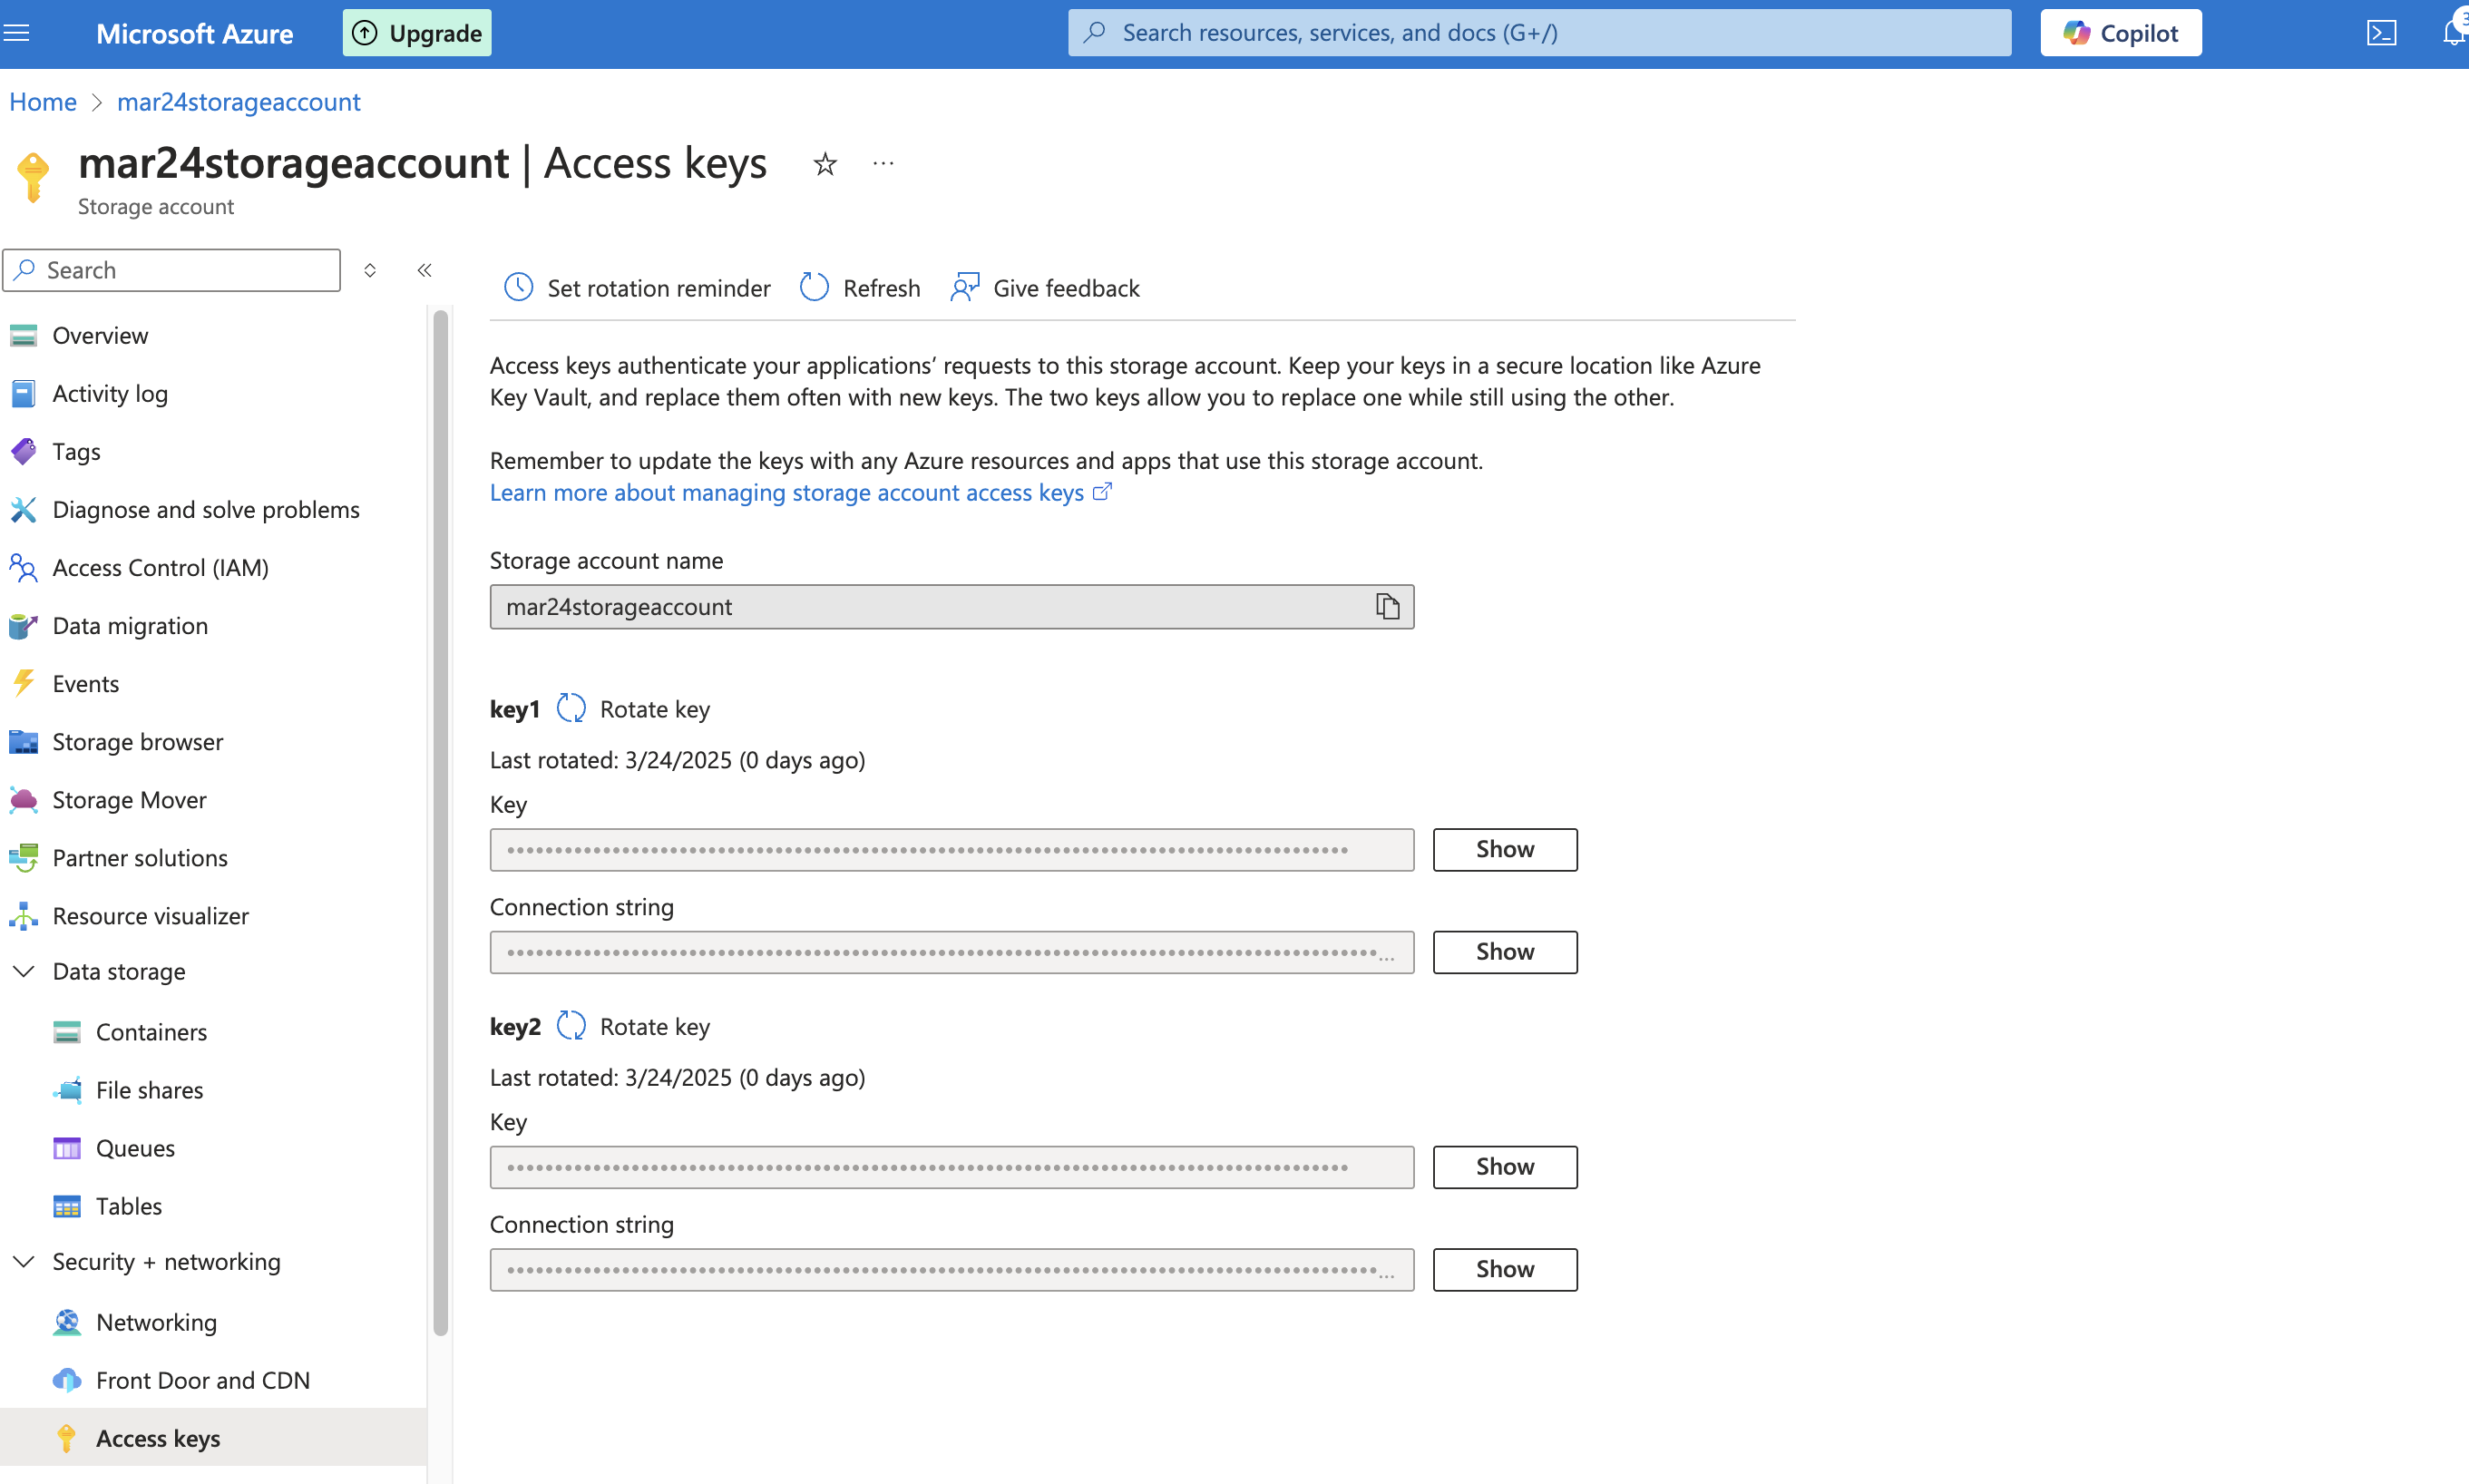 Microsoft Azure
Upgrade
Search resources, services, and docs (G+/)
Copilot
3
Home > mar24storageaccount
mar24storageaccount | Access keys
Storage account
Search
Overview
Activity log
Tags
Diagnose and solve problems
Access Control (IAM)
Data migration
Events
Storage browser
Storage Mover
Partner solutions
Resource visualizer
Data storage
Containers
File shares
Queues
Tables
Security + networking
Networking
Front Door and CDN
Access keys
Set rotation reminder
Refresh
Give feedback
Access keys authenticate your applications’ requests to this storage account. Keep your keys in a secure location like Azure
Key Vault, and replace them often with new keys. The two keys allow you to replace one while still using the other.
Remember to update the keys with any Azure resources and apps that use this storage account.
Learn more about managing storage account access keys
Storage account name
mar24storageaccount
key1 Rotate key
Last rotated: 3/24/2025 (0 days ago)
Key
Show
Connection string
Show
key2 Rotate key
Last rotated: 3/24/2025 (0 days ago)
Key
Show
Connection string
Show